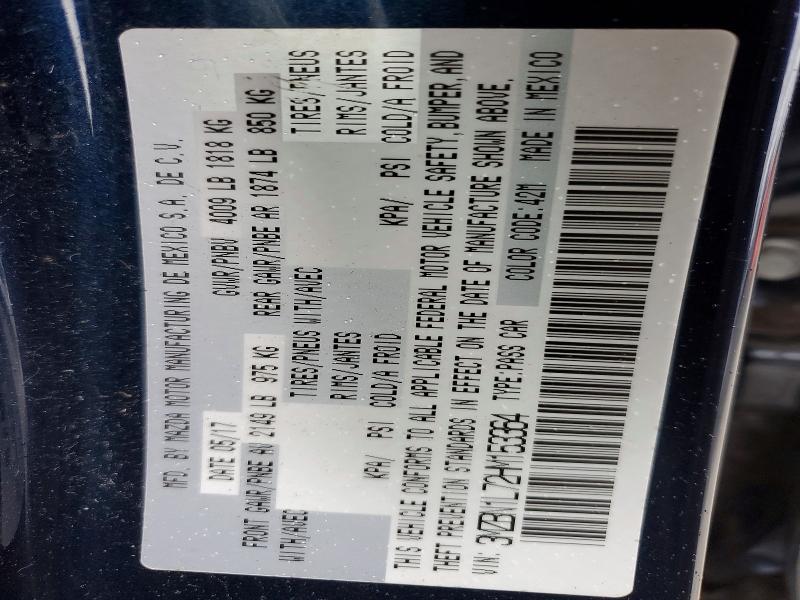 MFD. BY MAZDA MOTOR MANUFACTURING DE MEXICO S.A. DE C.V.
DATE 05/17 GVWR/PNBV 4009 LB 1818 KG
FRONT GAWR/PNBE AV 2149 LB 975 KG REAR GAWR/PNBE AR 1874 LB 850 KG
WITH/AVEC TIRES/PNEUS WITH/AVEC TIRES/PNEUS
RIMS/JANTES RIMS/JANTES
KPA/ PSI COLD/A FROID KPA/ PSI COLD/A FROID
THIS VEHICLE CONFORMS TO ALL APPLICABLE FEDERAL MOTOR VEHICLE SAFETY, BUMPER AND
THEFT PREVENTION STANDARDS IN EFFECT ON THE DATE OF MANUFACTURE SHOWN ABOVE.
VIN: TYPE PASS CAR COLOR CODE: 42M MADE IN MEXICO